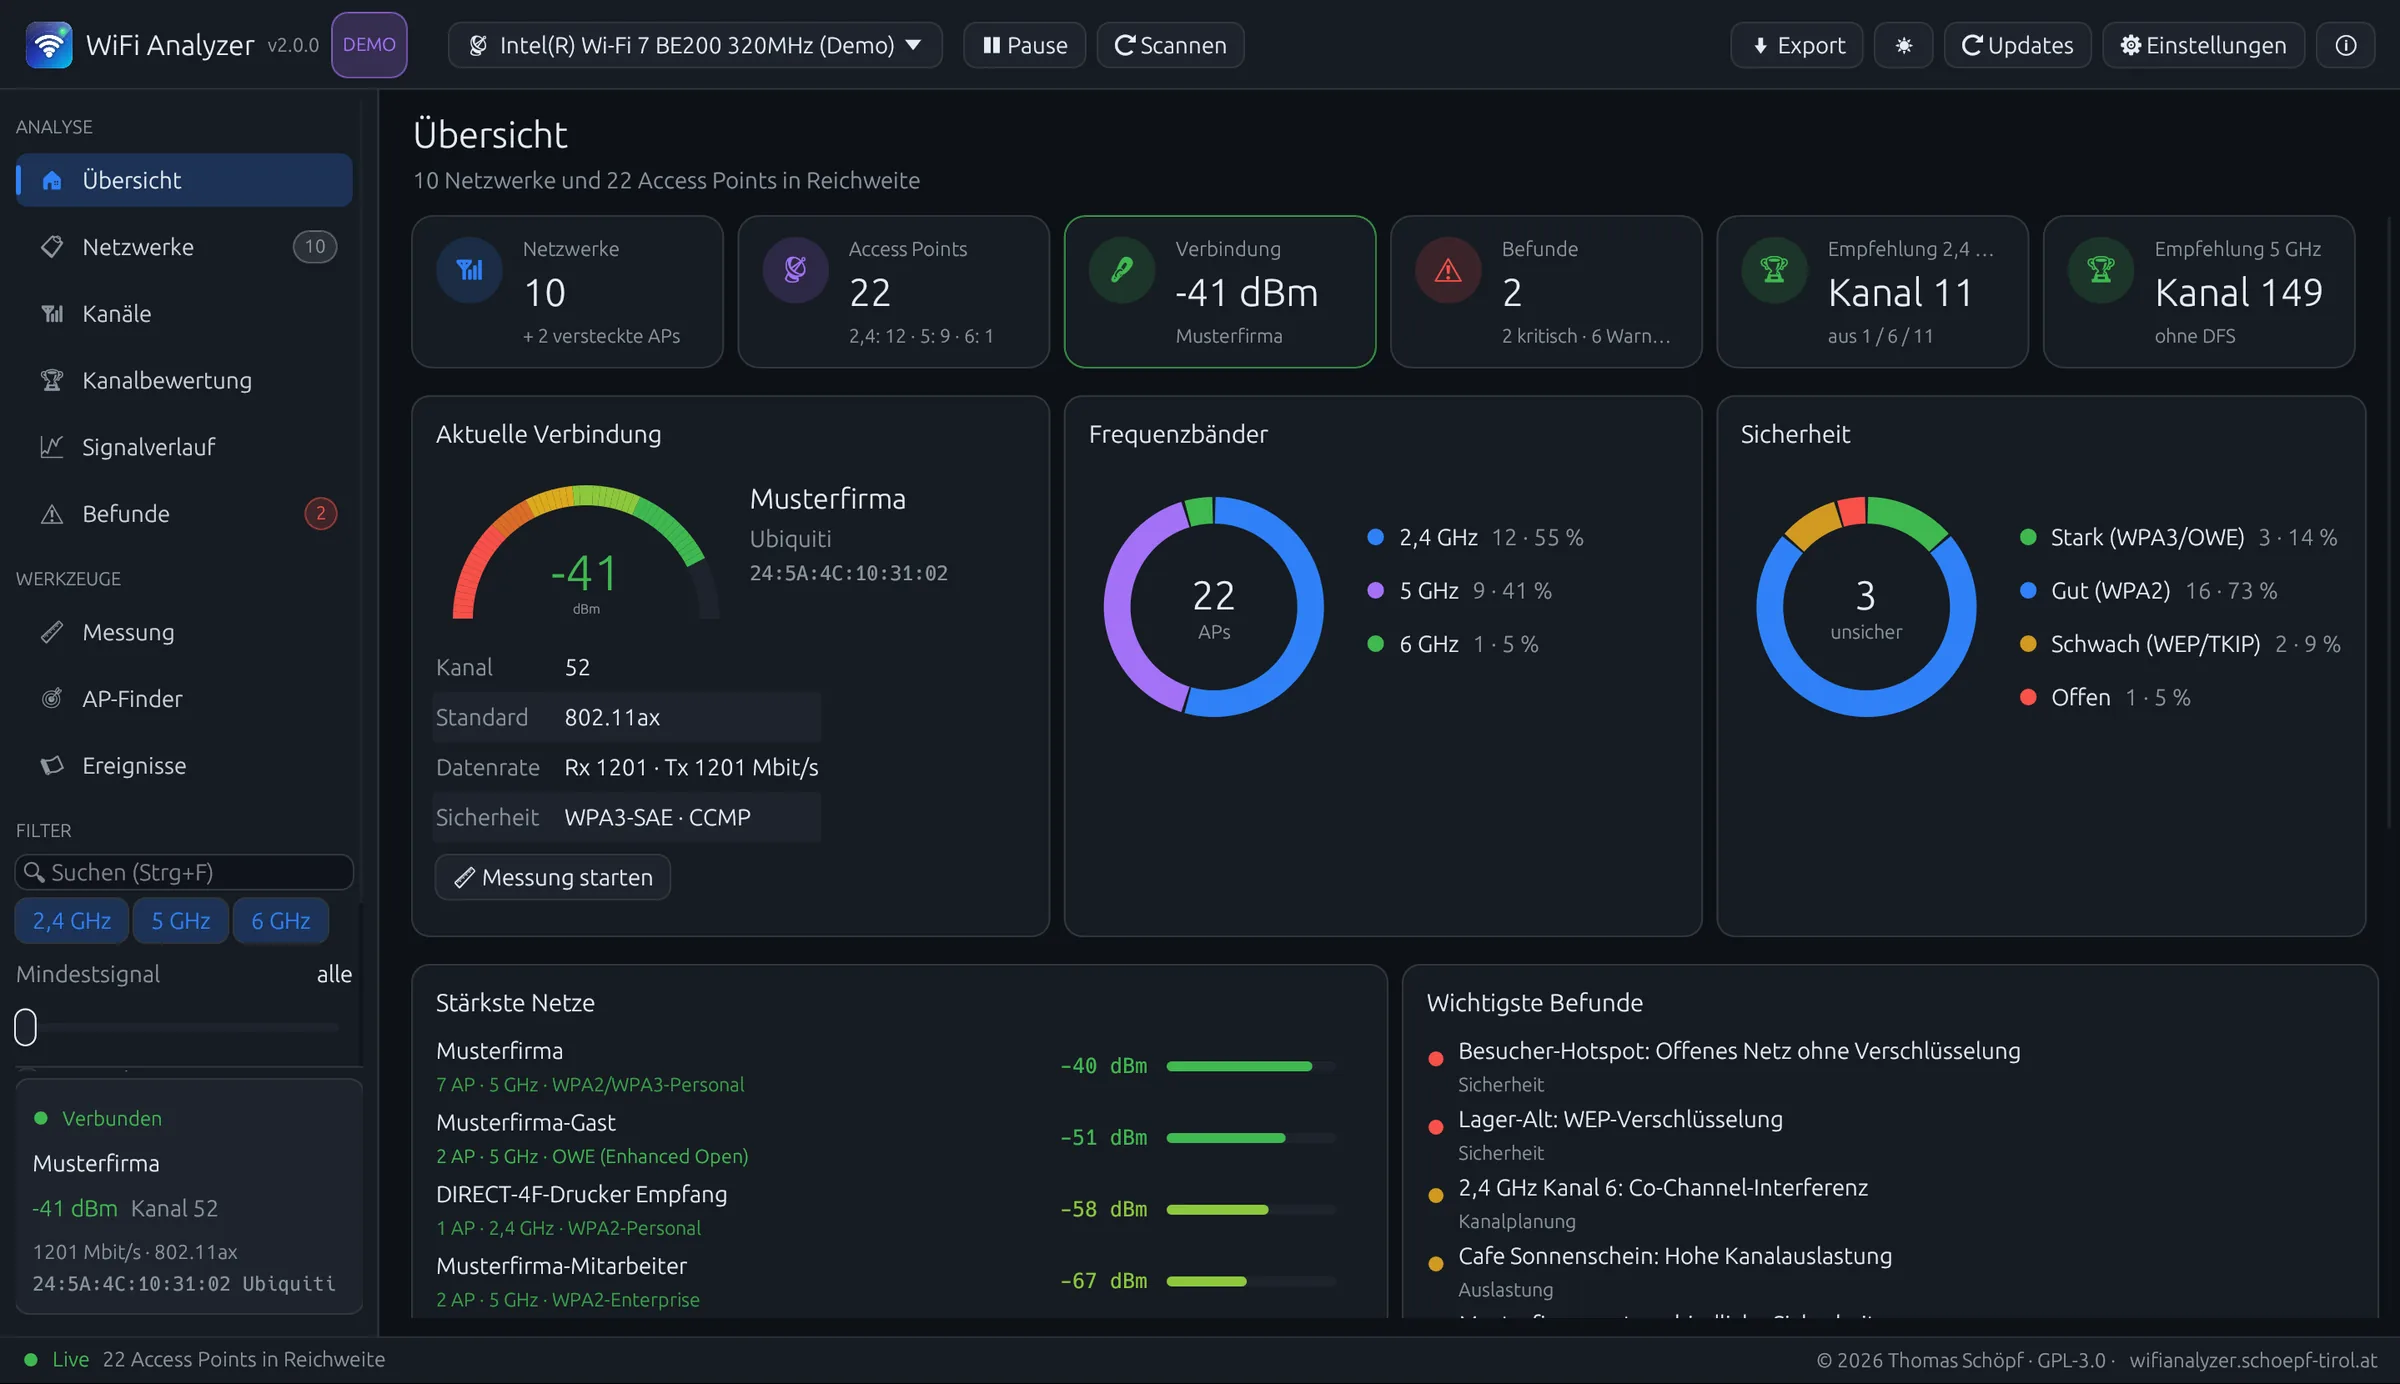 WiFi Analyzer v2.0.0 DEMO
Intel(R) Wi-Fi 7 BE200 320MHz (Demo)
Pause
Scannen
Export
Updates
Einstellungen
ANALYSE
Übersicht
Netzwerke 10
Kanäle
Kanalbewertung
Signalverlauf
Befunde 2
WERKZEUGE
Messung
AP-Finder
Ereignisse
FILTER
Suchen (Strg+F)
2,4 GHz 5 GHz 6 GHz
Mindestsignal alle
Verbunden
Musterfirma
-41 dBm Kanal 52
1201 Mbit/s · 802.11ax
24:5A:4C:10:31:02 Ubiquiti
Übersicht
10 Netzwerke und 22 Access Points in Reichweite
Netzwerke
10
+ 2 versteckte APs
Access Points
22
2,4: 12 · 5: 9 · 6: 1
Verbindung
-41 dBm
Musterfirma
Befunde
2
2 kritisch · 6 Warn...
Empfehlung 2,4 ...
Kanal 11
aus 1 / 6 / 11
Empfehlung 5 GHz
Kanal 149
ohne DFS
Aktuelle Verbindung
-41
dBm
Musterfirma
Ubiquiti
24:5A:4C:10:31:02
Kanal 52
Standard 802.11ax
Datenrate Rx 1201 · Tx 1201 Mbit/s
Sicherheit WPA3-SAE · CCMP
Messung starten
Frequenzbänder
22
APs
2,4 GHz 12 · 55 %
5 GHz 9 · 41 %
6 GHz 1 · 5 %
Sicherheit
3
unsicher
Stark (WPA3/OWE) 3 · 14 %
Gut (WPA2) 16 · 73 %
Schwach (WEP/TKIP) 2 · 9 %
Offen 1 · 5 %
Stärkste Netze
Musterfirma
7 AP · 5 GHz · WPA2/WPA3-Personal
-40 dBm
Musterfirma-Gast
2 AP · 5 GHz · OWE (Enhanced Open)
-51 dBm
DIRECT-4F-Drucker Empfang
1 AP · 2,4 GHz · WPA2-Personal
-58 dBm
Musterfirma-Mitarbeiter
2 AP · 5 GHz · WPA2-Enterprise
-67 dBm
Wichtigste Befunde
Besucher-Hotspot: Offenes Netz ohne Verschlüsselung
Sicherheit
Lager-Alt: WEP-Verschlüsselung
Sicherheit
2,4 GHz Kanal 6: Co-Channel-Interferenz
Kanalplanung
Cafe Sonnenschein: Hohe Kanalauslastung
Auslastung
Live 22 Access Points in Reichweite
© 2026 Thomas Schöpf · GPL-3.0 · wifianalyzer.schoepf-tirol.at